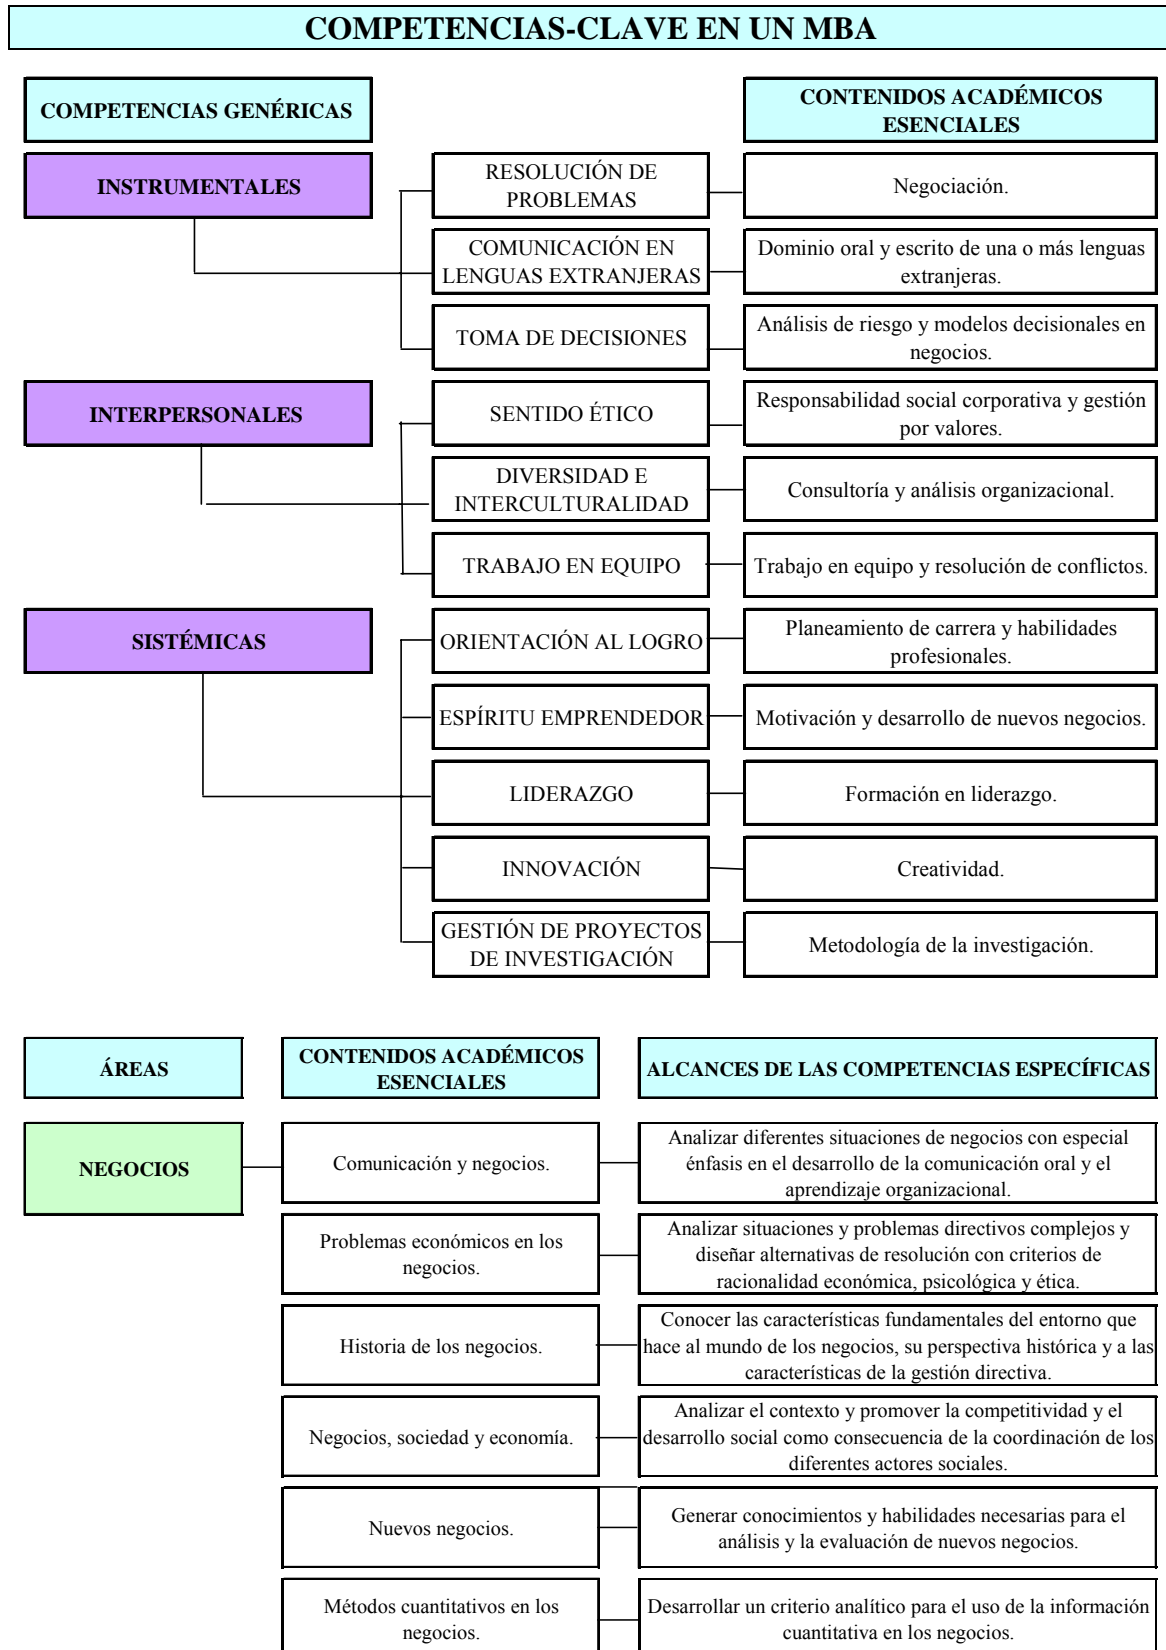 COMPETENCIAS-CLAVE EN UN MBA
COMPETENCIAS GENÉRICAS
CONTENIDOS ACADÉMICOS
ESENCIALES
INSTRUMENTALES
RESOLUCIÓN DE
PROBLEMAS
Negociación.
COMUNICACIÓN EN
LENGUAS EXTRANJERAS
Dominio oral y escrito de una o más lenguas
extranjeras.
TOMA DE DECISIONES
Análisis de riesgo y modelos decisionales en
negocios.
INTERPERSONALES
SENTIDO ÉTICO
Responsabilidad social corporativa y gestión
por valores.
DIVERSIDAD E
INTERCULTURALIDAD
Consultoría y análisis organizacional.
TRABAJO EN EQUIPO
Trabajo en equipo y resolución de conflictos.
SISTÉMICAS
ORIENTACIÓN AL LOGRO
Planeamiento de carrera y habilidades
profesionales.
ESPÍRITU EMPRENDEDOR
Motivación y desarrollo de nuevos negocios.
LIDERAZGO
Formación en liderazgo.
INNOVACIÓN
Creatividad.
GESTIÓN DE PROYECTOS
DE INVESTIGACIÓN
Metodología de la investigación.
ÁREAS
CONTENIDOS ACADÉMICOS
ESENCIALES
ALCANCES DE LAS COMPETENCIAS ESPECÍFICAS
NEGOCIOS
Comunicación y negocios.
Analizar diferentes situaciones de negocios con especial
énfasis en el desarrollo de la comunicación oral y el
aprendizaje organizacional.
Problemas económicos en los
negocios.
Analizar situaciones y problemas directivos complejos y
diseñar alternativas de resolución con criterios de
racionalidad económica, psicológica y ética.
Historia de los negocios.
Conocer las características fundamentales del entorno que
hace al mundo de los negocios, su perspectiva histórica y a las
características de la gestión directiva.
Negocios, sociedad y economía.
Analizar el contexto y promover la competitividad y el
desarrollo social como consecuencia de la coordinación de los
diferentes actores sociales.
Nuevos negocios.
Generar conocimientos y habilidades necesarias para el
análisis y la evaluación de nuevos negocios.
Métodos cuantitativos en los
negocios.
Desarrollar un criterio analítico para el uso de la información
cuantitativa en los negocios.